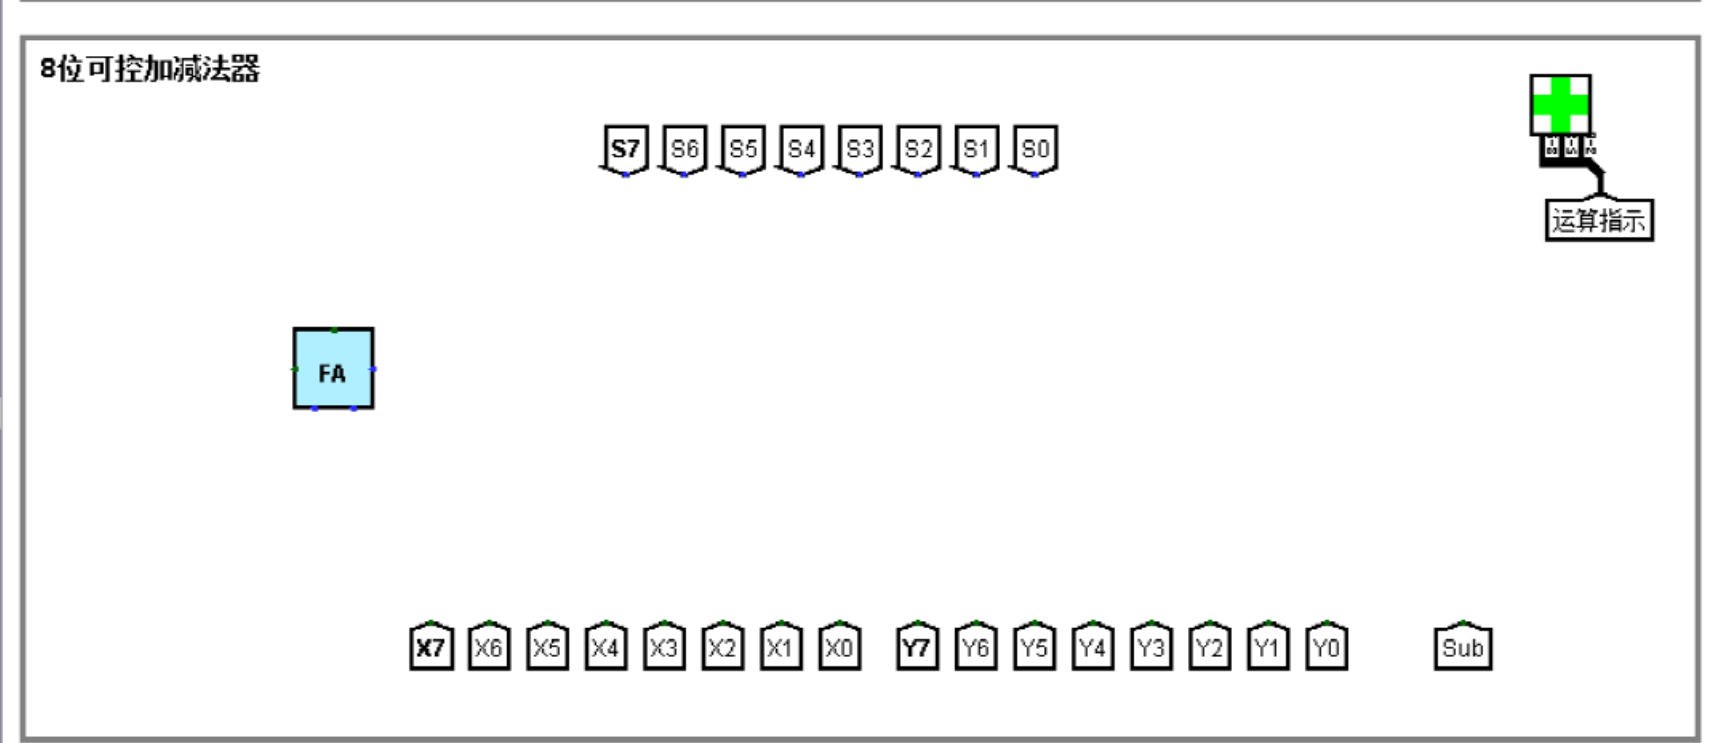 8位可控加减法器
S7 S6 S5 S4 S3 S2 S1 S0
运算指示
FA
X7 X6 X5 X4 X3 X2 X1 X0 Y7 Y6 Y5 Y4 Y3 Y2 Y1 Y0 Sub